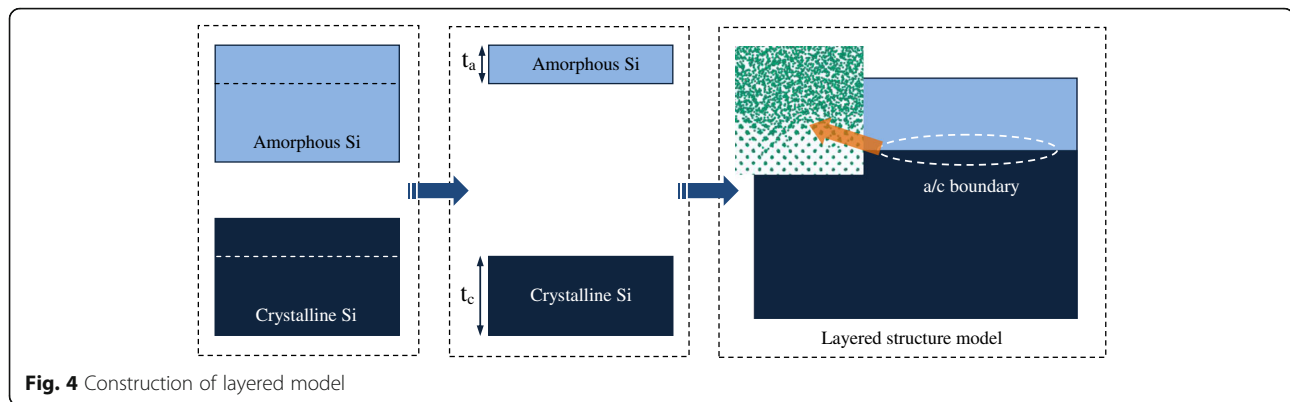 Amorphous Si
Crystalline Si
tₐ
Amorphous Si
t_c
Crystalline Si
a/c boundary
Layered structure model
Fig. 4 Construction of layered model